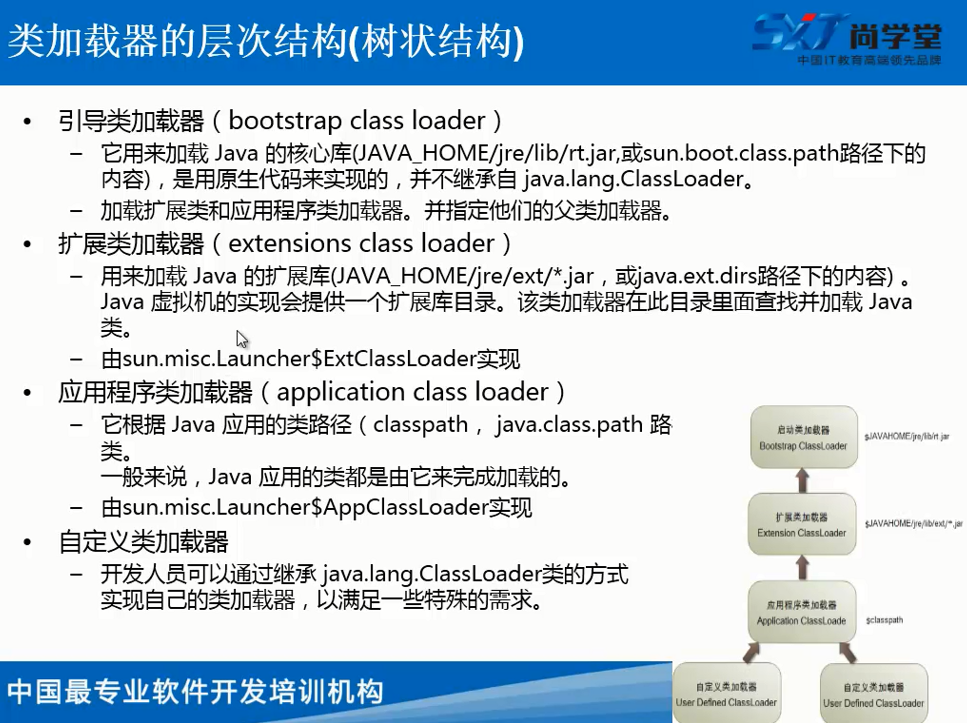 类加载器的层次结构(树状结构)
SXT 尚学堂
中国IT教育高端领先品牌
• 引导类加载器（bootstrap class loader）
– 它用来加载 Java 的核心库(JAVA_HOME/jre/lib/rt.jar,或sun.boot.class.path路径下的
内容)，是用原生代码来实现的，并不继承自 java.lang.ClassLoader。
– 加载扩展类和应用程序类加载器。并指定他们的父类加载器。
• 扩展类加载器（extensions class loader）
– 用来加载 Java 的扩展库(JAVA_HOME/jre/ext/*.jar，或java.ext.dirs路径下的内容) 。
Java 虚拟机的实现会提供一个扩展库目录。该类加载器在此目录里面查找并加载 Java
类。
– 由sun.misc.Launcher$ExtClassLoader实现
• 应用程序类加载器（application class loader）
– 它根据 Java 应用的类路径（classpath， java.class.path 路
类。
一般来说，Java 应用的类都是由它来完成加载的。
– 由sun.misc.Launcher$AppClassLoader实现
• 自定义类加载器
– 开发人员可以通过继承 java.lang.ClassLoader类的方式
实现自己的类加载器，以满足一些特殊的需求。
启动类加载器
Bootstrap ClassLoader
$JAVAHOME/jre/lib/rt.jar
扩展类加载器
Extension ClassLoader
$JAVAHOME/jre/lib/ext/*.jar
应用程序类加载器
Application ClassLoade
$classpath
自定义类加载器
User Defined ClassLoader
自定义类加载器
User Defined ClassLoader
中国最专业软件开发培训机构